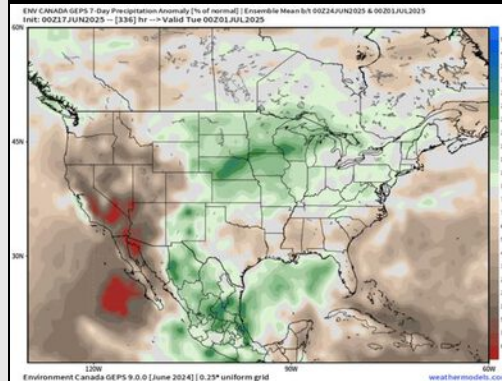 ENV CANADA GEPS 7-Day Precipitation Anomaly [% of normal] | Ensemble Mean b/t 00Z24JUN2025 & 00Z01JUL2025
Init: 00Z17JUN2025 -- [336] hr --> Valid Tue 00Z01JUL2025
60N
45N
30N
120W
90W
60W
Environment Canada GEPS 9.0.0 [June 2024] | 0.25° uniform grid
weathermodels.co